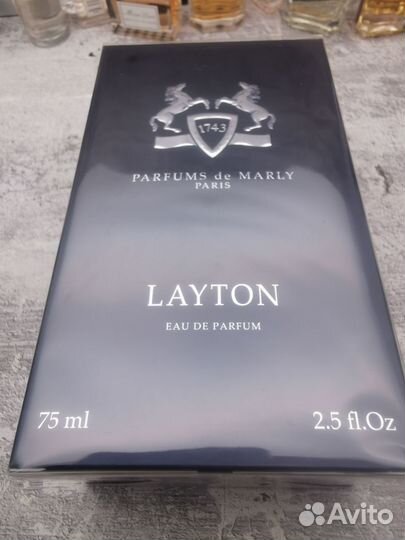 1743
PARFUMS de MARLY
PARIS
LAYTON
EAU DE PARFUM
75 ml
2.5 fl.Oz
Avito